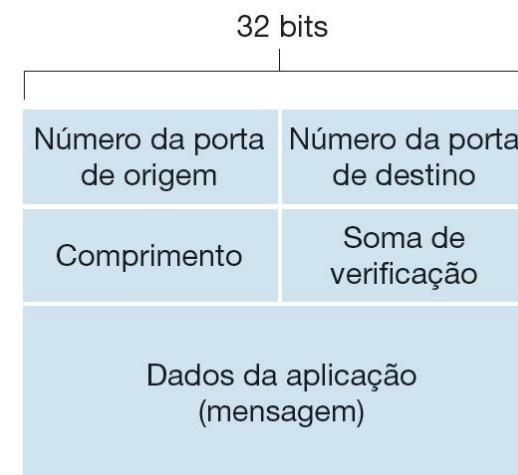 32 bits
Número da porta
de origem
Número da porta
de destino
Comprimento
Soma de
verificação
Dados da aplicação
(mensagem)